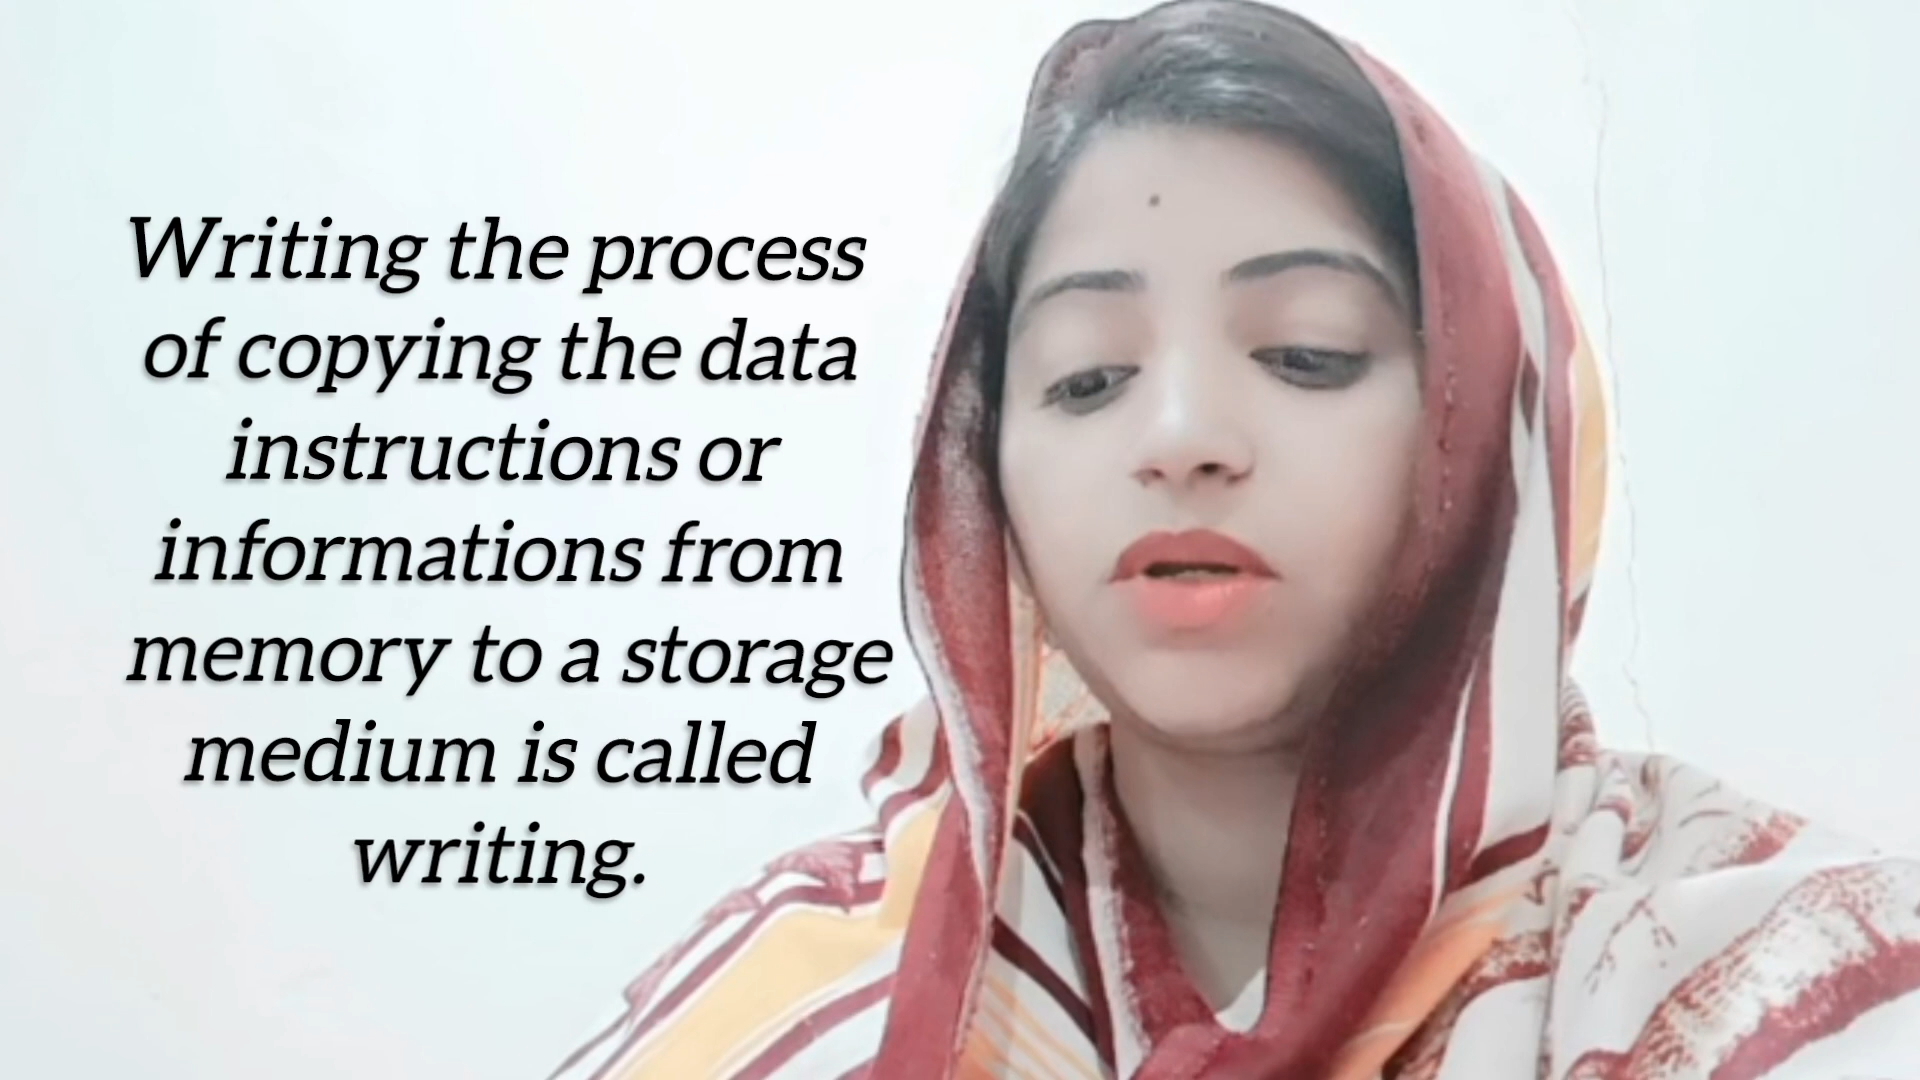 Writing the process
of copying the data
instructions or
informations from
memory to a storage
medium is called
writing.